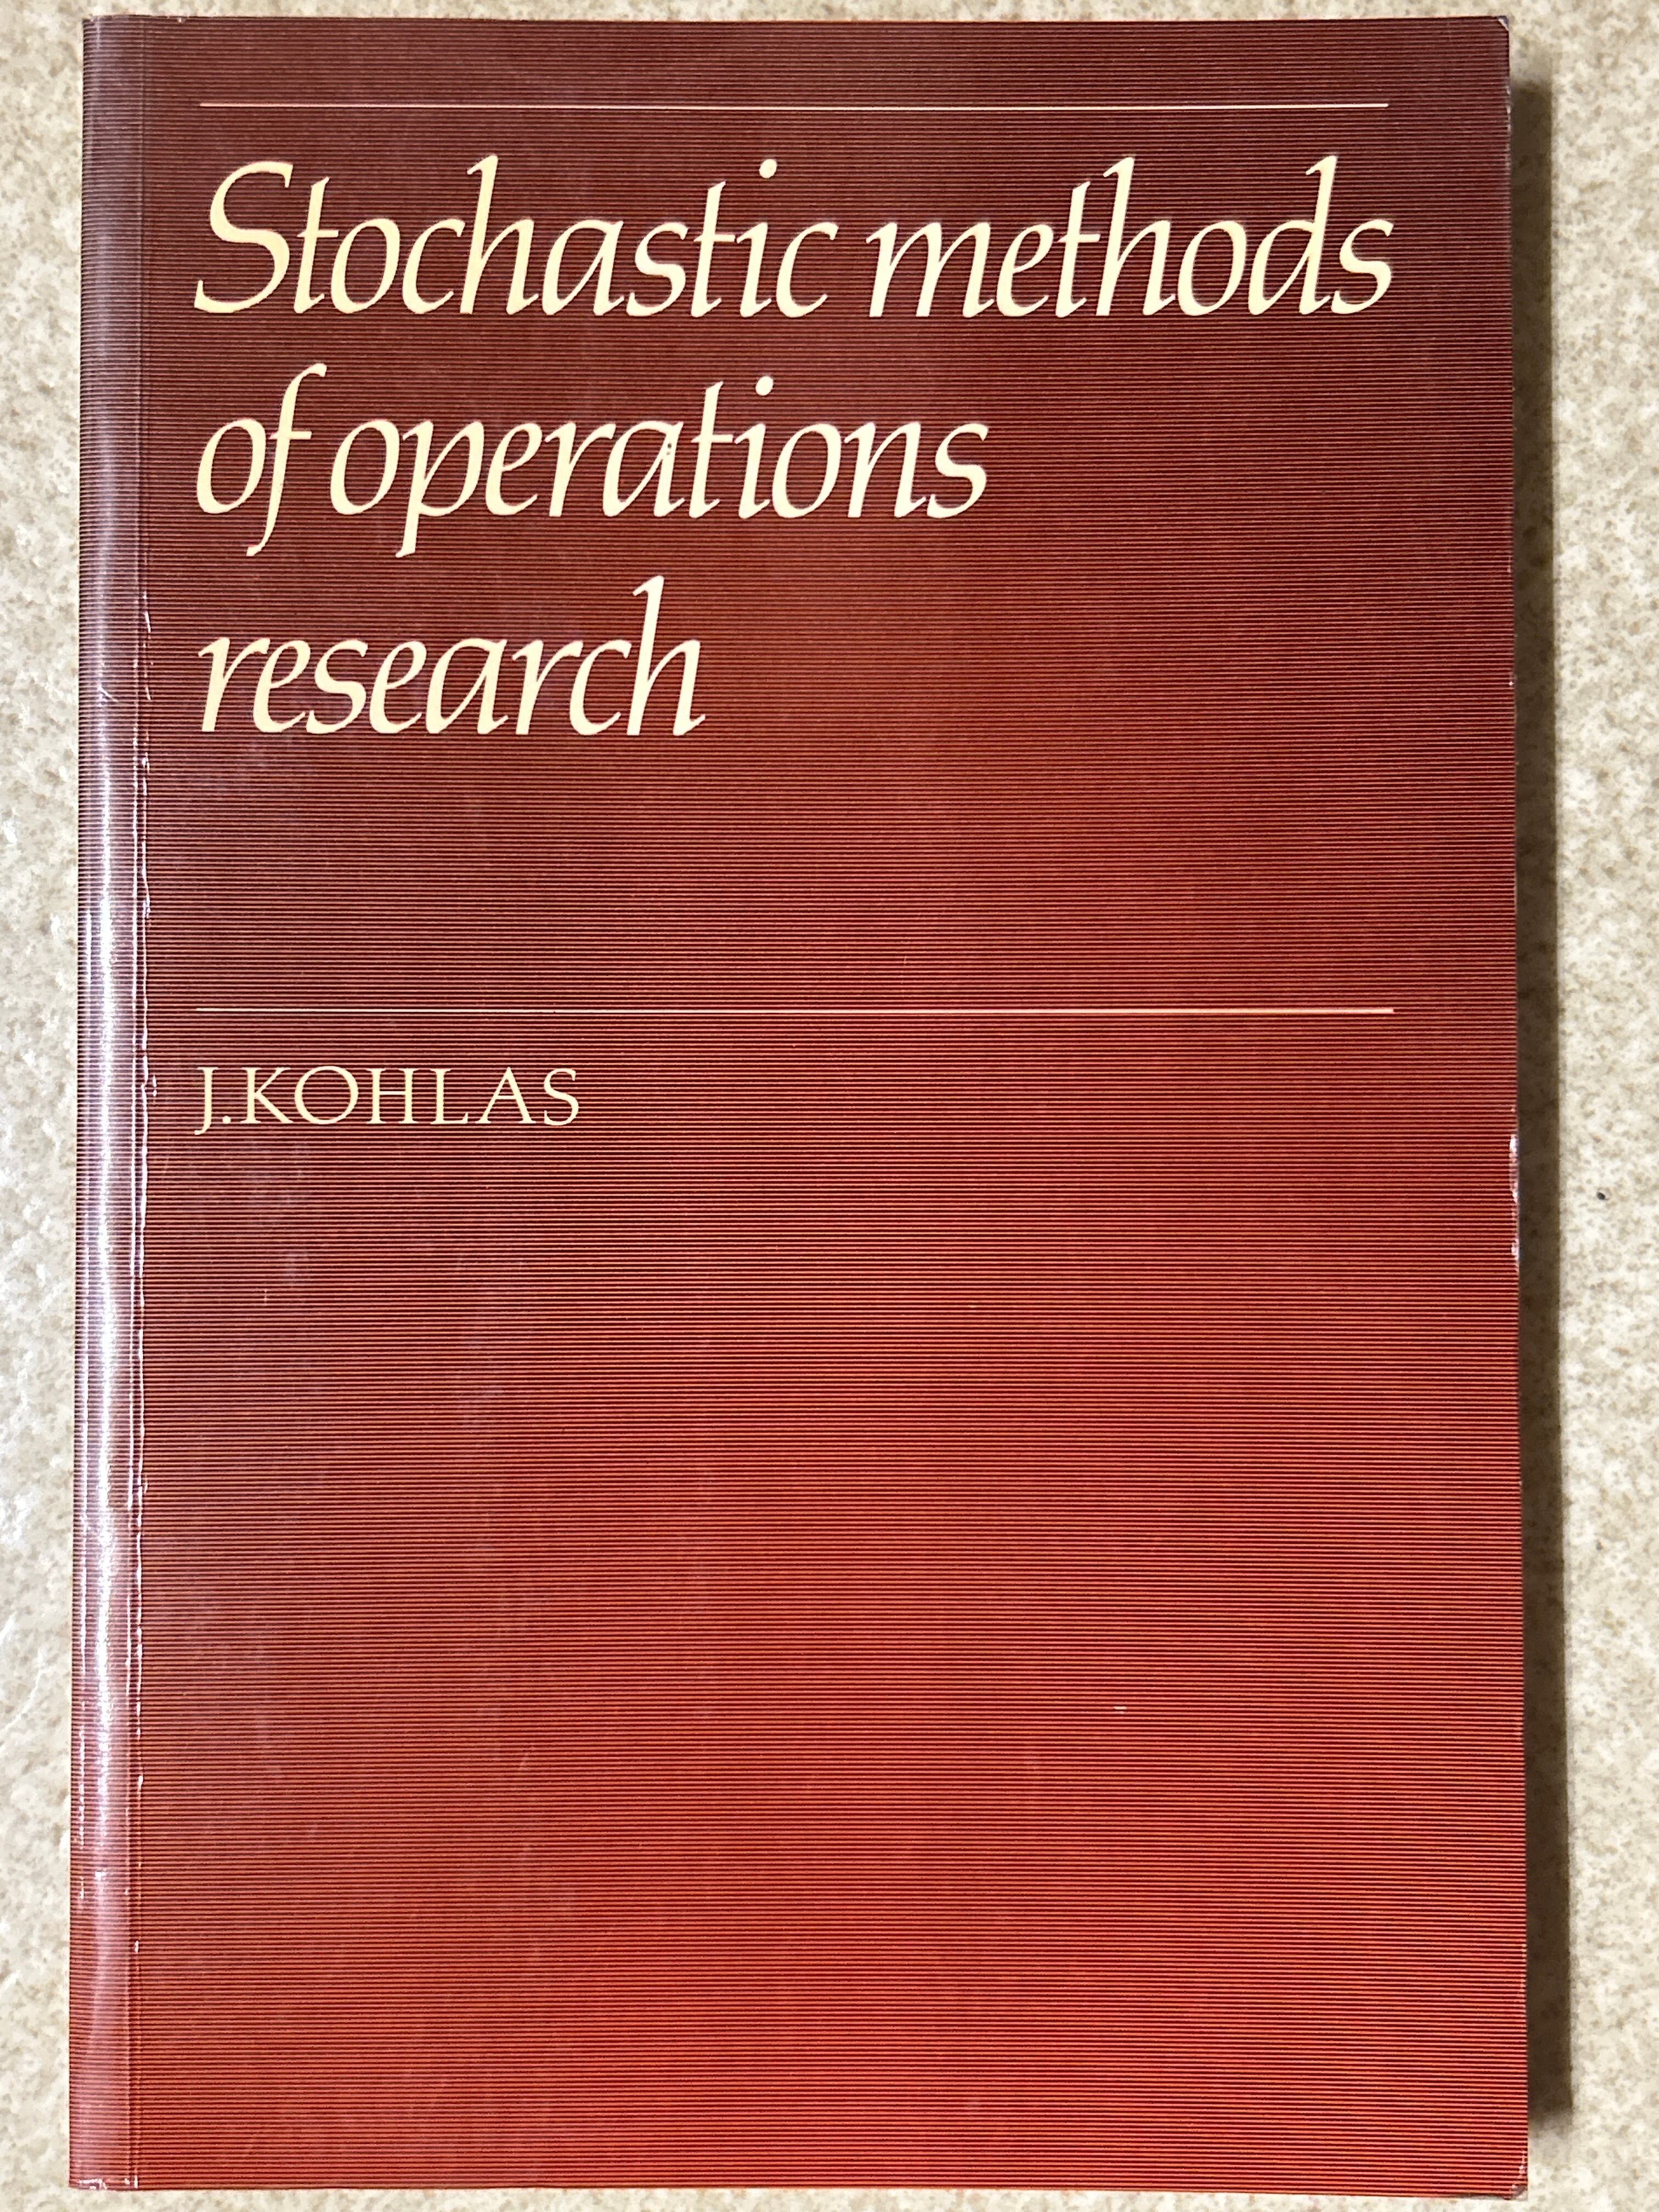 Stochastic methods
of operations
research
J.KOHLAS